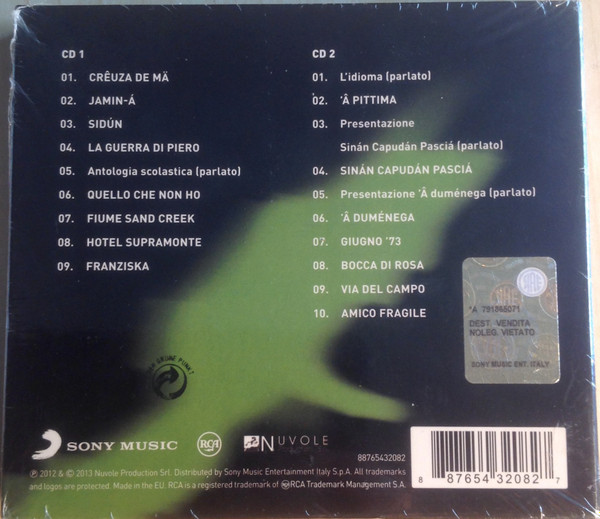 CD 1
01. CRÊUZA DE MÄ
02. JAMIN-Á
03. SIDÚN
04. LA GUERRA DI PIERO
05. Antologia scolastica (parlato)
06. QUELLO CHE NON HO
07. FIUME SAND CREEK
08. HOTEL SUPRAMONTE
09. FRANZISKA
CD 2
01. L'idioma (parlato)
02. 'Â PITTIMA
03. Presentazione
Sinán Capudán Pasciá (parlato)
04. SINÁN CAPUDÁN PASCIÁ
05. Presentazione 'Â duménega (parlato)
06. 'Â DUMÉNEGA
07. GIUGNO '73
08. BOCCA DI ROSA
09. VIA DEL CAMPO
10. AMICO FRAGILE
SIAE
*A 791865071
DEST. VENDITA
NOLEG. VIETATO
SONY MUSIC ENT. ITALY
DER GRÜNE PUNKT
SONY MUSIC
RCA
NUVOLE
88765432082
8 87654 32082 7
℗ 2012 & © 2013 Nuvole Production Srl. Distributed by Sony Music Entertainment Italy S.p.A. All trademarks
and logos are protected. Made in the EU. RCA is a registered trademark of RCA Trademark Management S.A.